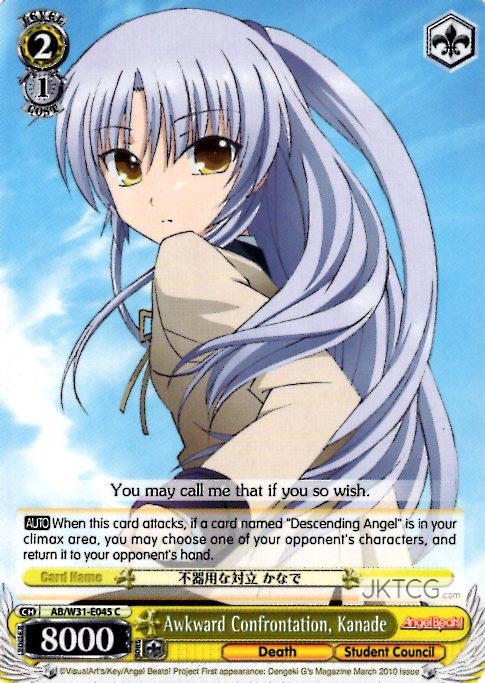 LEVEL
2
1
COST
You may call me that if you so wish.
AUTO When this card attacks, if a card named "Descending Angel" is in your
climax area, you may choose one of your opponent's characters, and
return it to your opponent's hand.
Card Name 不器用な対立 かなで
JKTCG.com
CH AB/W31-E045 C
Awkward Confrontation, Kanade
Angel Beats!
POWER 8000 SOUL
Death Student Council
©VisualArt's/Key/Angel Beats! Project First appearance: Dengeki G's Magazine March 2010 Issue